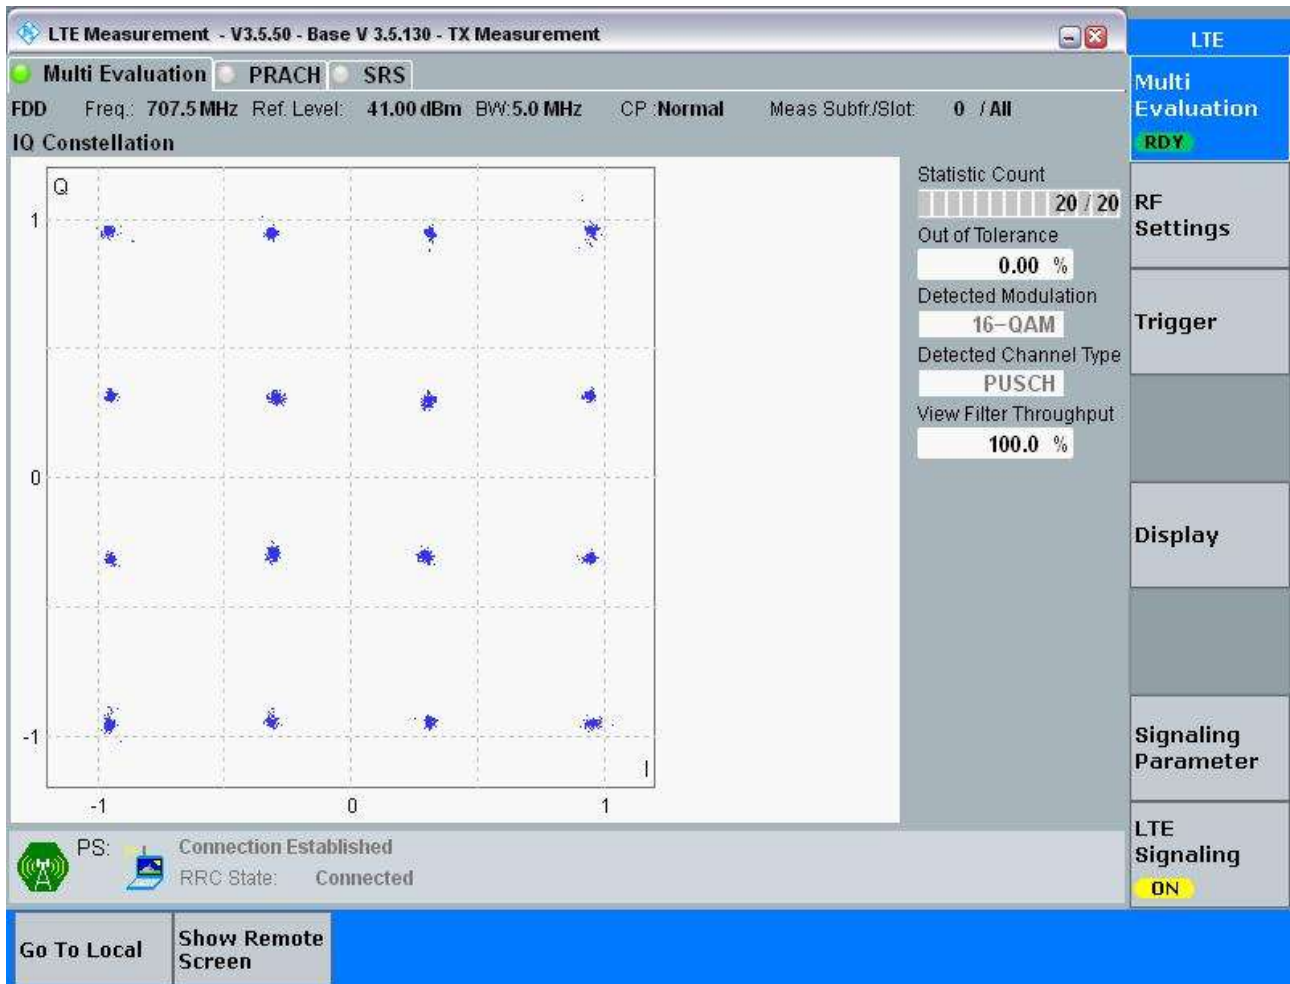 LTE Measurement - V3.5.50 - Base V 3.5.130 - TX Measurement
Multi Evaluation PRACH SRS
FDD Freq.: 707.5 MHz Ref. Level: 41.00 dBm BW: 5.0 MHz CP :Normal Meas Subfr./Slot: 0 / All
IQ Constellation
Q
1
0
-1
I
-1 0 1
Statistic Count
20 / 20
Out of Tolerance
0.00 %
Detected Modulation
16-QAM
Detected Channel Type
PUSCH
View Filter Throughput
100.0 %
PS: Connection Established
RRC State: Connected
LTE
Multi
Evaluation
RDY
RF
Settings
Trigger
Display
Signaling
Parameter
LTE
Signaling
ON
Go To Local
Show Remote
Screen